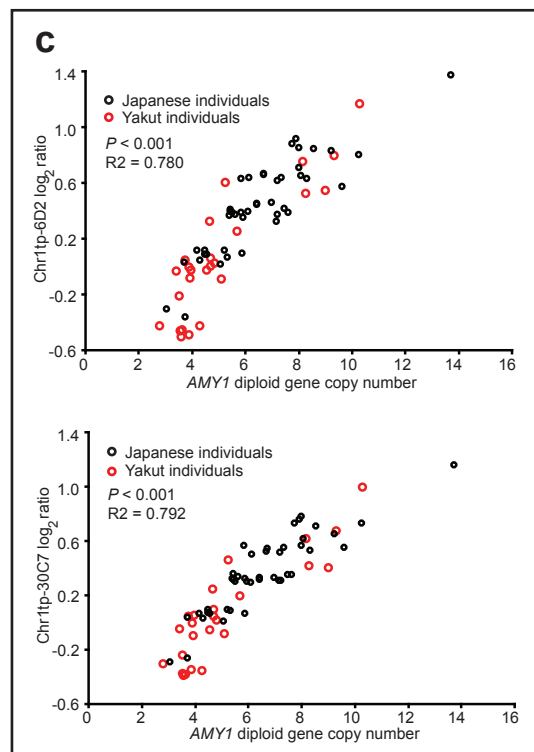 c
1.4
1.0
0.6
0.2
-0.2
-0.6
Chr1tp-6D2 log2 ratio
Japanese individuals
Yakut individuals
P < 0.001
R2 = 0.780
0 2 4 6 8 10 12 14 16
AMY1 diploid gene copy number
1.4
1.0
0.6
0.2
-0.2
-0.6
Chr1tp-30C7 log2 ratio
Japanese individuals
Yakut individuals
P < 0.001
R2 = 0.792
0 2 4 6 8 10 12 14 16
AMY1 diploid gene copy number